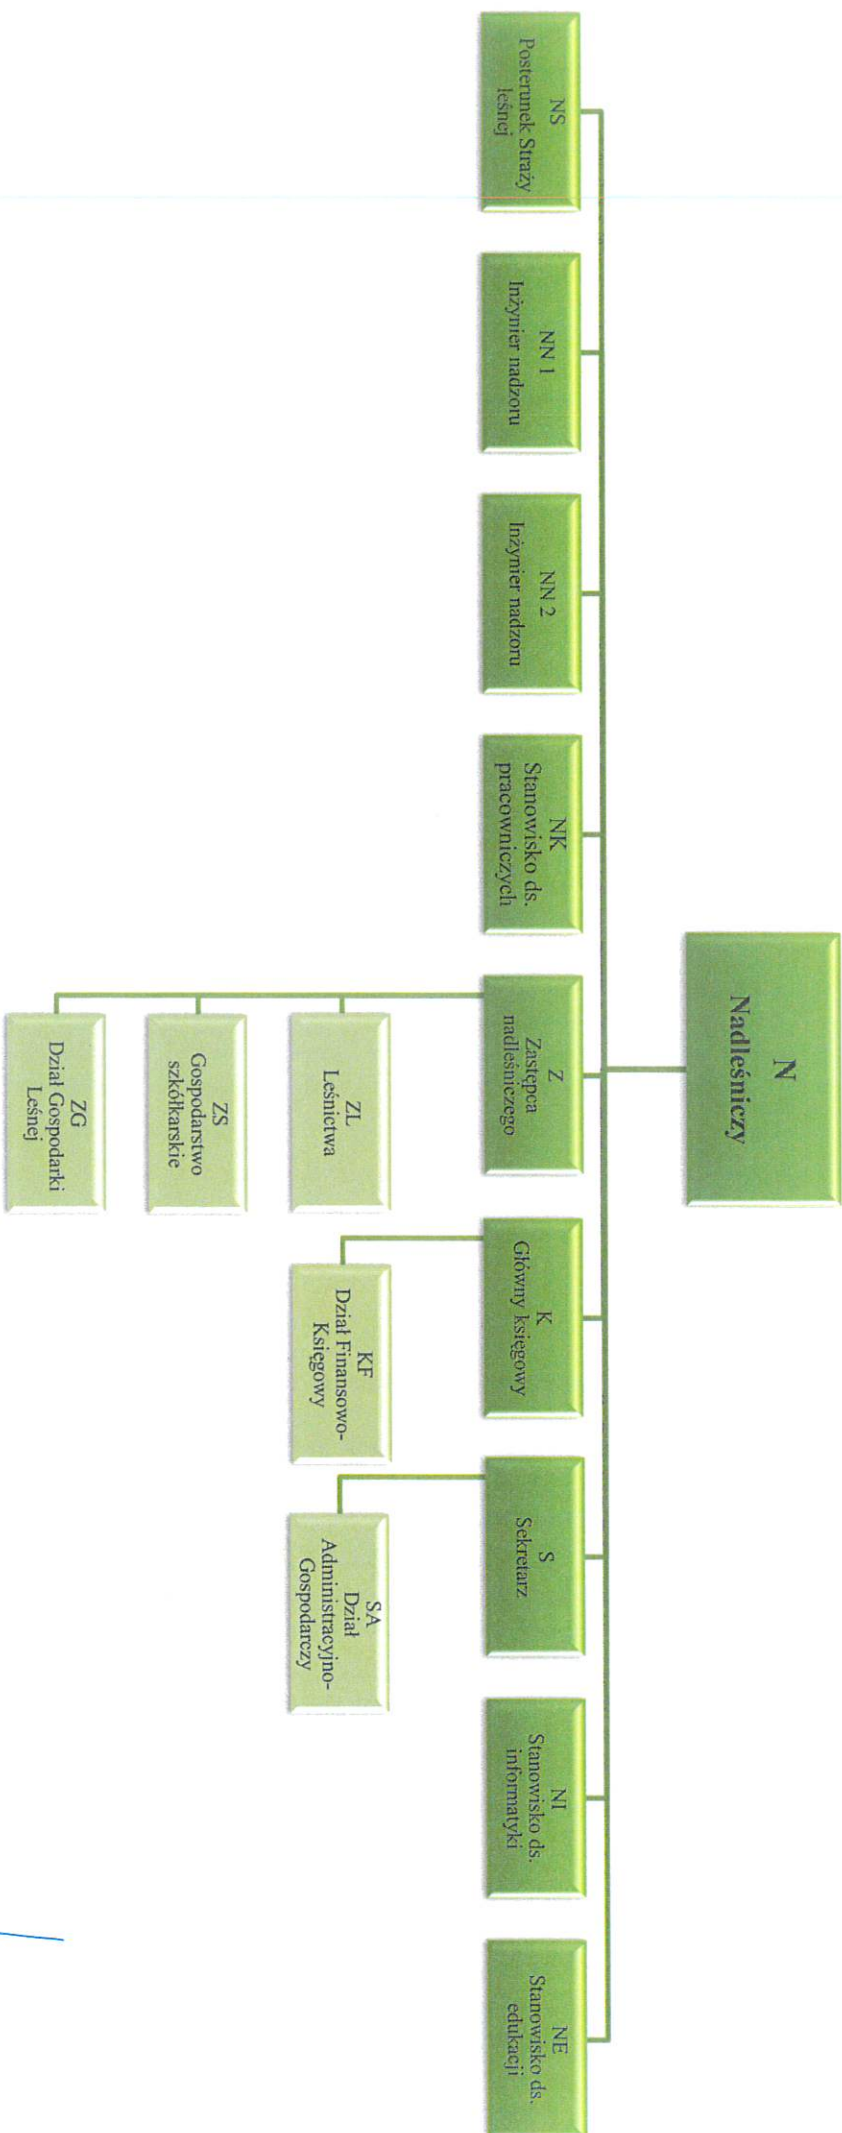 N
Nadleśniczy
NS
Posterunek Straży
leśnej
NN 1
Inżynier nadzoru
NN 2
Inżynier nadzoru
NK
Stanowisko ds.
pracowniczych
Z
Zastępca
nadleśniczego
K
Główny księgowy
S
Sekretarz
NI
Stanowisko ds.
informatyki
NE
Stanowisko ds.
edukacji
ZL
Leśnictwa
ZS
Gospodarstwo
szkółkarskie
ZG
Dział Gospodarki
Leśnej
KF
Dział Finansowo-
Księgowy
SA
Dział
Administracyjno-
Gospodarczy